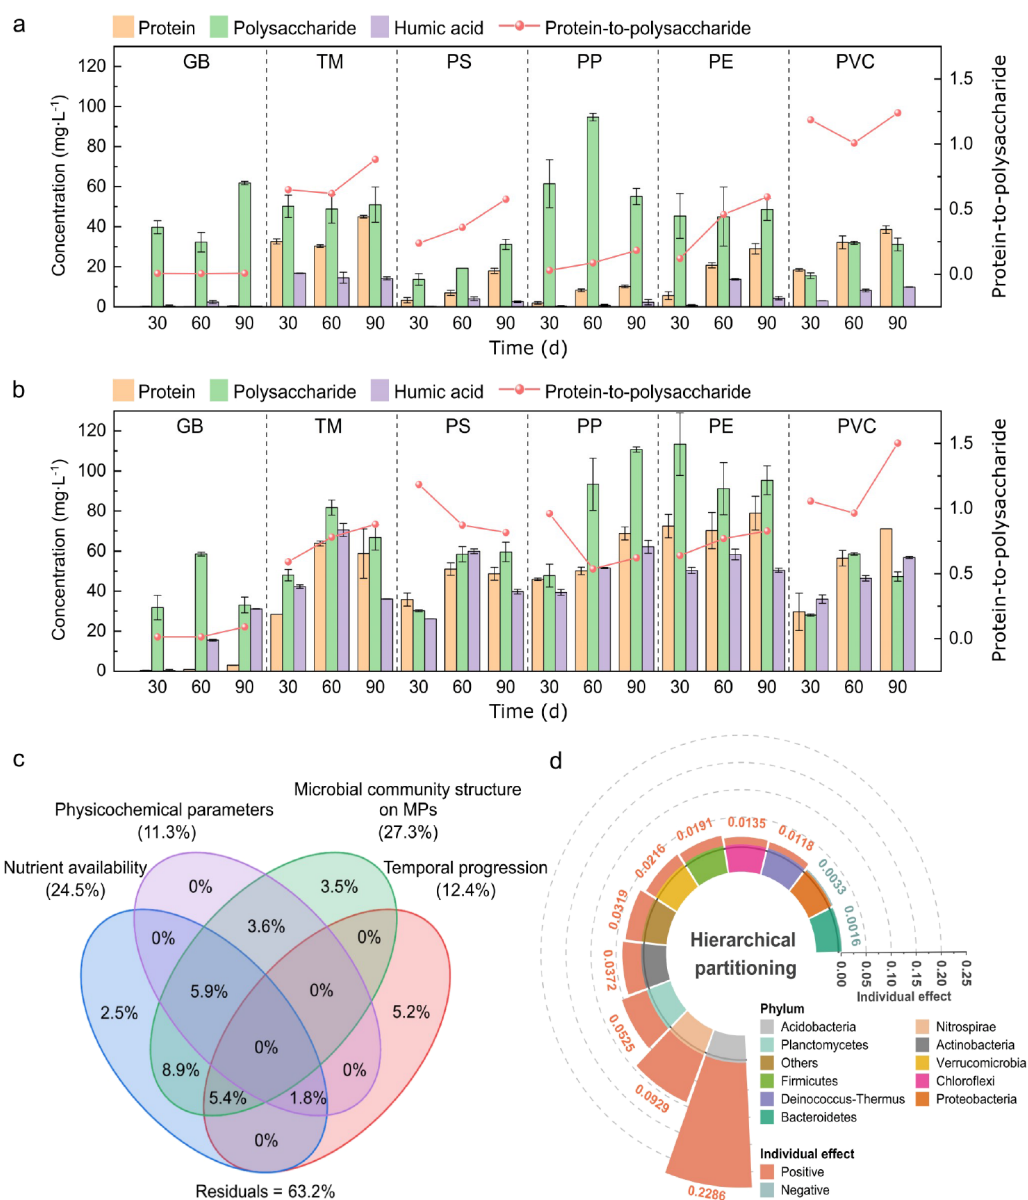 a
Protein Polysaccharide Humic acid Protein-to-polysaccharide
GB TM PS PP PE PVC
Concentration (mg·L⁻¹)
120
100
80
60
40
20
0
1.5
1.0
0.5
0.0
Protein-to-polysaccharide
30 60 90 30 60 90 30 60 90 30 60 90 30 60 90 30 60 90
Time (d)
b
Protein Polysaccharide Humic acid Protein-to-polysaccharide
GB TM PS PP PE PVC
Concentration (mg·L⁻¹)
120
100
80
60
40
20
0
1.5
1.0
0.5
0.0
Protein-to-polysaccharide
30 60 90 30 60 90 30 60 90 30 60 90 30 60 90 30 60 90
Time (d)
c
Microbial community structure
on MPs
(27.3%)
Physicochemical parameters
(11.3%)
Nutrient availability
(24.5%)
Temporal progression
(12.4%)
0% 3.5%
0% 3.6% 0%
2.5% 5.9% 0% 5.2%
0%
8.9% 0%
5.4% 1.8%
0%
Residuals = 63.2%
d
0.0016
0.0033
0.0118
0.0135
0.0191
0.0216
0.0319
0.0372
0.0525
0.0929
0.2286
Hierarchical
partitioning
0.00 0.05 0.10 0.15 0.20 0.25
Individual effect
Phylum
Acidobacteria Nitrospirae
Planctomycetes Actinobacteria
Others Verrucomicrobia
Firmicutes Chloroflexi
Deinococcus-Thermus Proteobacteria
Bacteroidetes
Individual effect
Positive
Negative